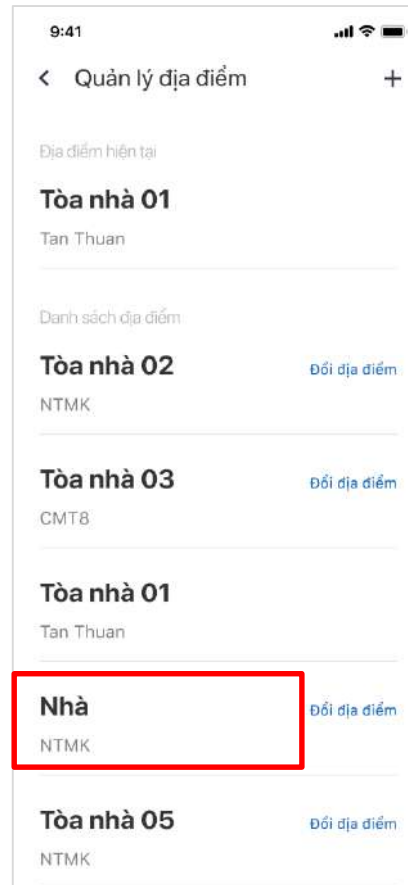 9:41
Quản lý địa điểm
Địa điểm hiện tại
Tòa nhà 01
Tan Thuan
Danh sách địa điểm
Tòa nhà 02
Đổi địa điểm
NTMK
Tòa nhà 03
Đổi địa điểm
CMT8
Tòa nhà 01
Tan Thuan
Nhà
Đổi địa điểm
NTMK
Tòa nhà 05
Đổi địa điểm
NTMK